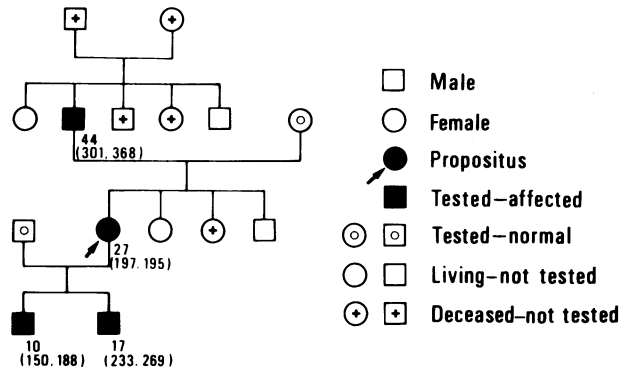 Male
Female
44
(301.368)
Propositus
Tested–affected
Tested–normal
27
(197.195)
Living–not tested
Deceased–not tested
10
(150.188)
17
(233.269)